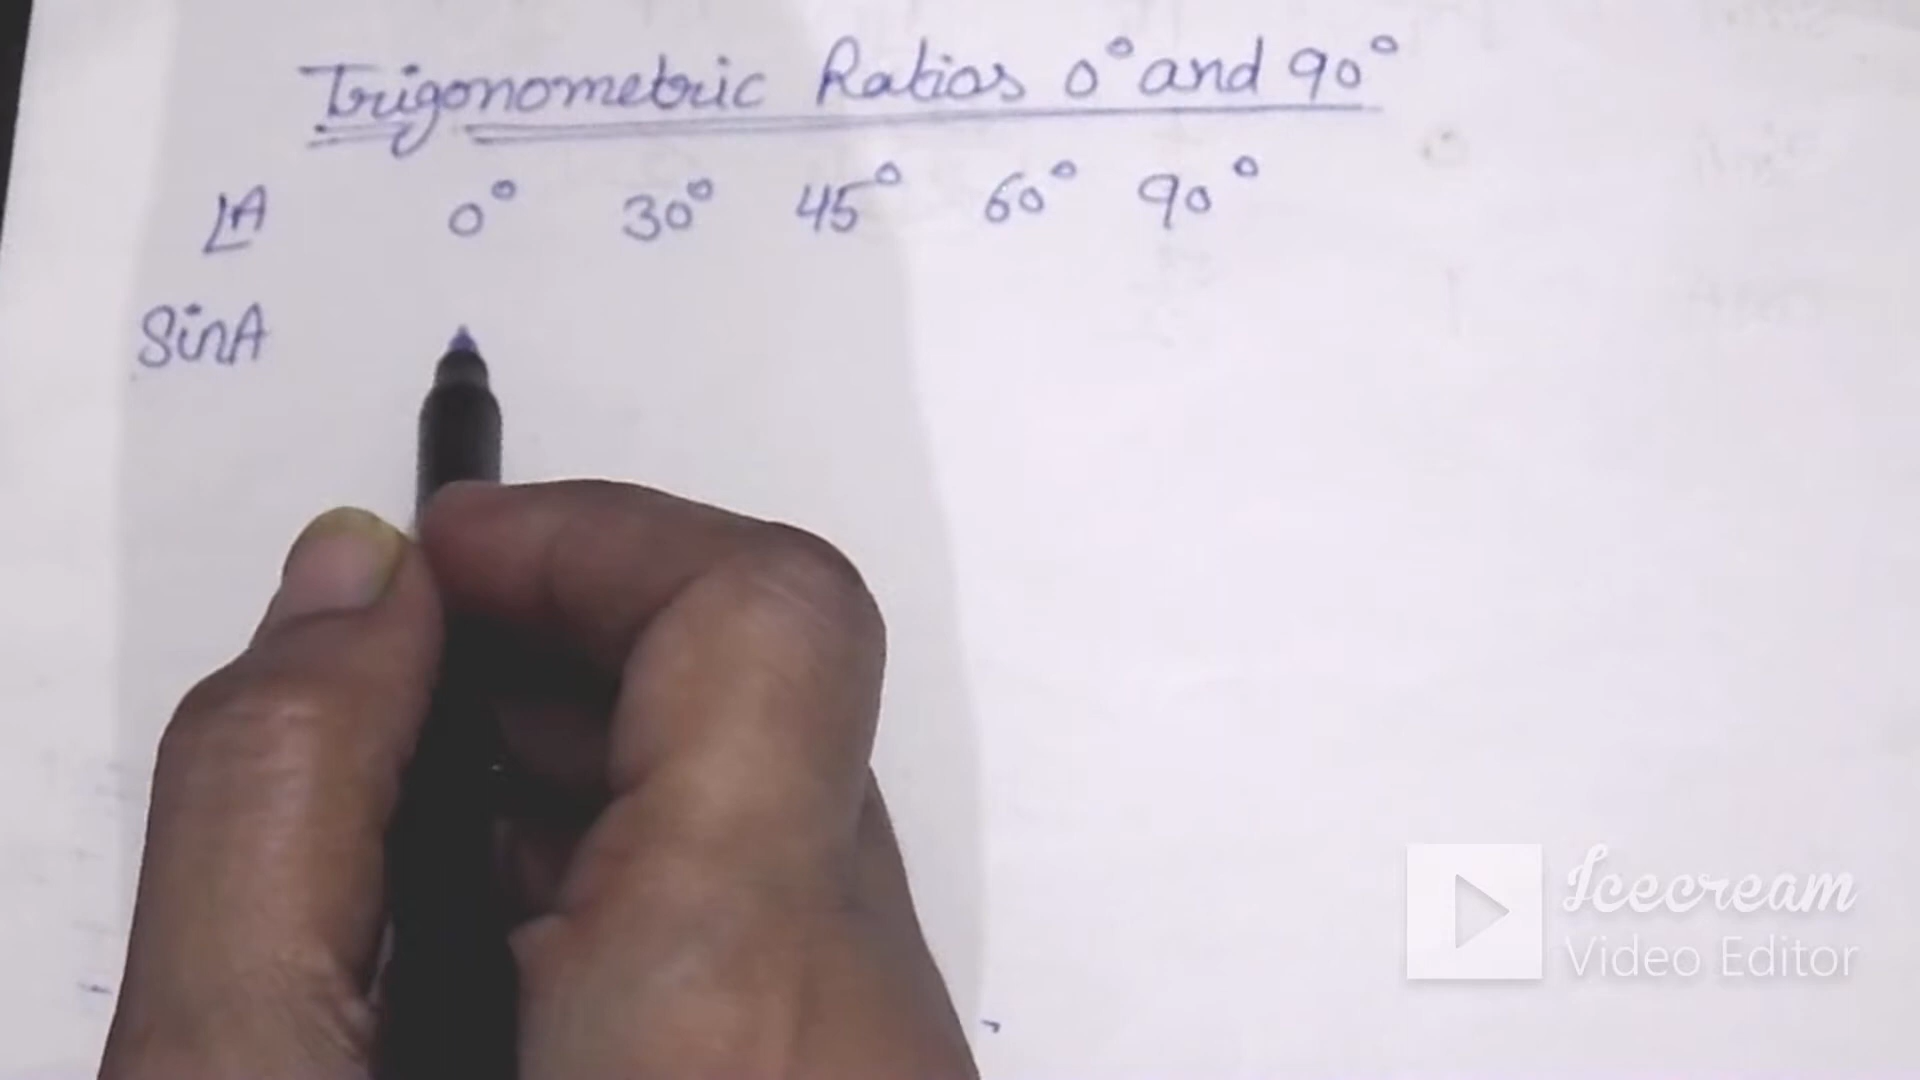 Trigonometric Ratios 0° and 90°
∠A 0° 30° 45° 60° 90°
SinA
Icecream
Video Editor